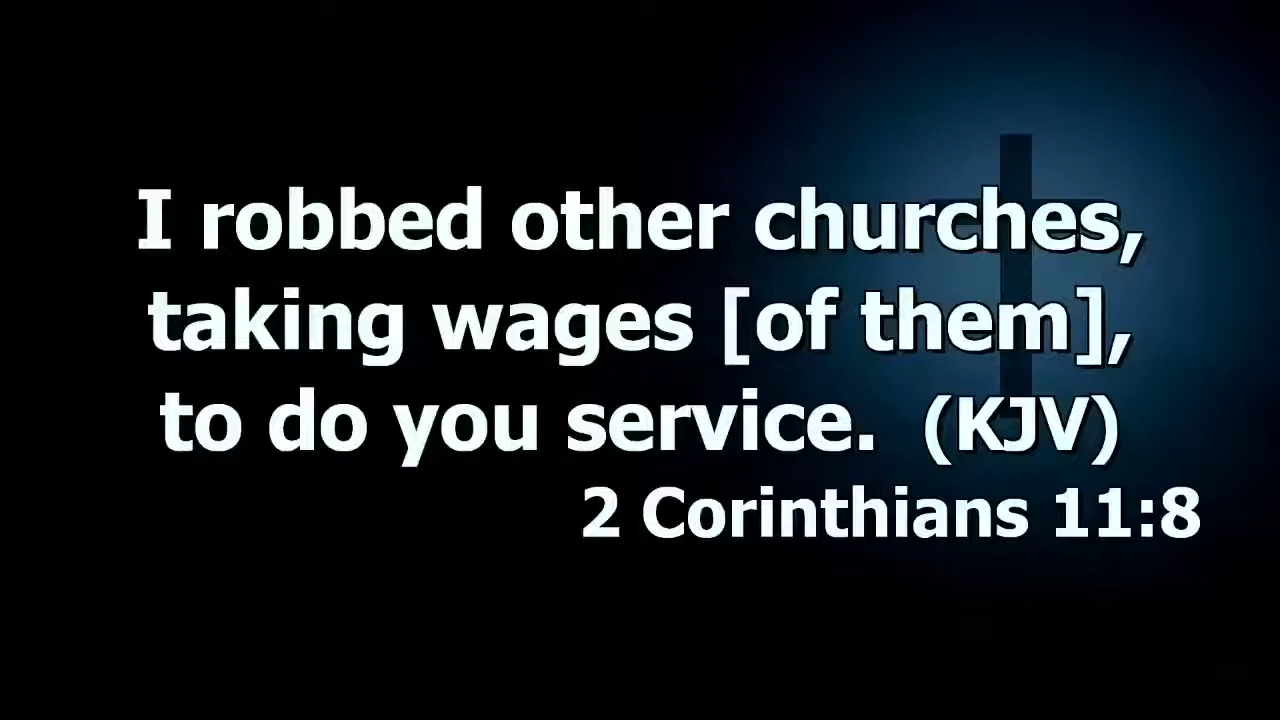 I robbed other churches,
taking wages [of them],
to do you service. (KJV)
2 Corinthians 11:8